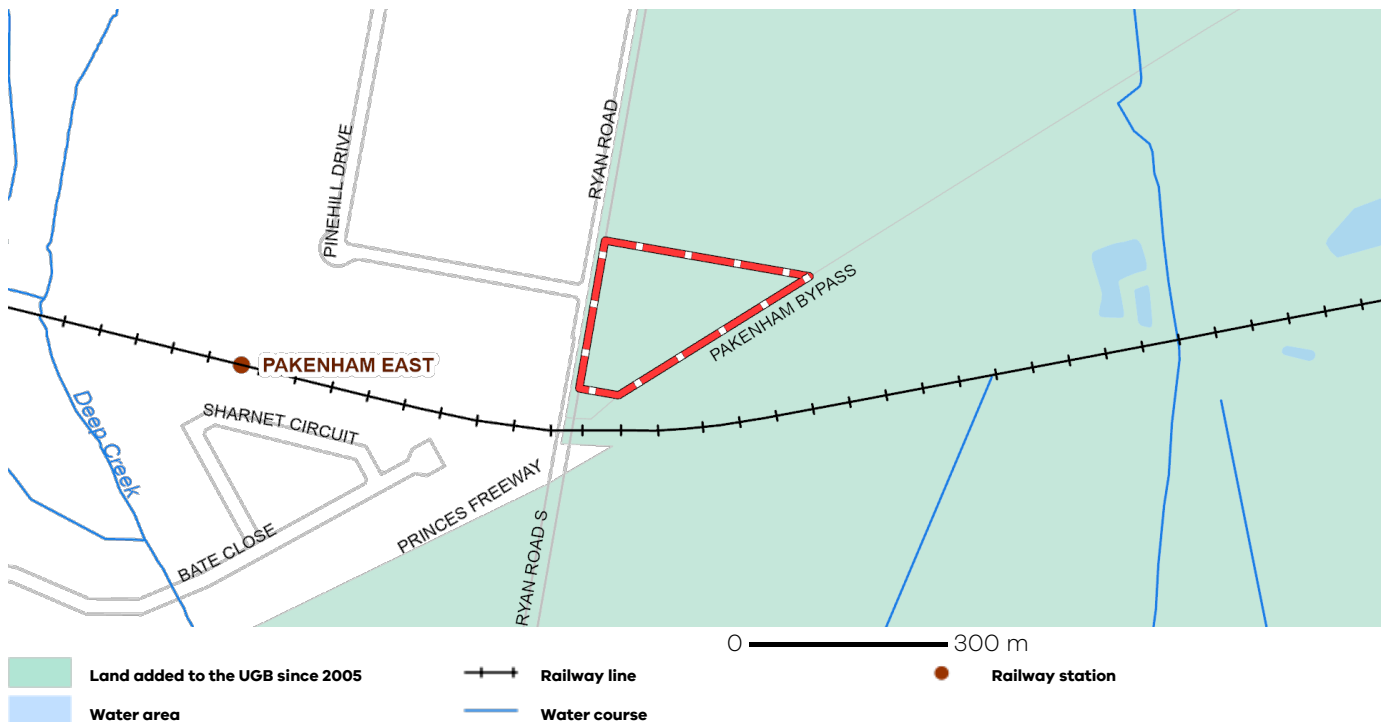 PINEHILL DRIVE
RYAN ROAD
PAKENHAM BYPASS
PAKENHAM EAST
Deep Creek
SHARNET CIRCUIT
PRINCES FREEWAY
BATE CLOSE
RYAN ROAD S
0 300 m
Land added to the UGB since 2005
Railway line
Railway station
Water area
Water course